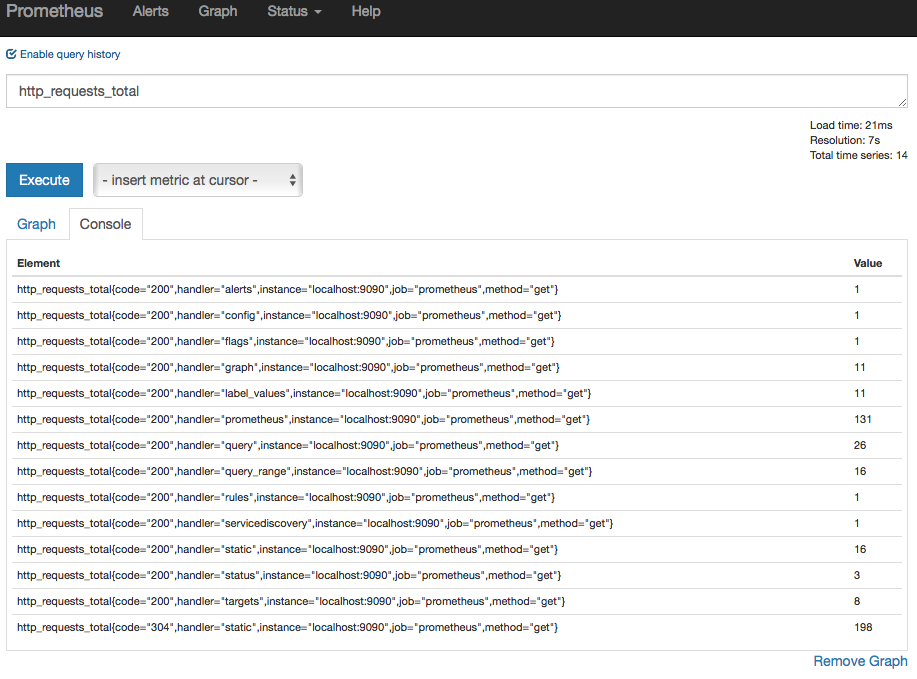 Prometheus Alerts Graph Status Help
Enable query history
http_requests_total
Load time: 21ms
Resolution: 7s
Total time series: 14
Execute - insert metric at cursor -
Graph Console
Element Value
http_requests_total{code="200",handler="alerts",instance="localhost:9090",job="prometheus",method="get"} 1
http_requests_total{code="200",handler="config",instance="localhost:9090",job="prometheus",method="get"} 1
http_requests_total{code="200",handler="flags",instance="localhost:9090",job="prometheus",method="get"} 1
http_requests_total{code="200",handler="graph",instance="localhost:9090",job="prometheus",method="get"} 11
http_requests_total{code="200",handler="label_values",instance="localhost:9090",job="prometheus",method="get"} 11
http_requests_total{code="200",handler="prometheus",instance="localhost:9090",job="prometheus",method="get"} 131
http_requests_total{code="200",handler="query",instance="localhost:9090",job="prometheus",method="get"} 26
http_requests_total{code="200",handler="query_range",instance="localhost:9090",job="prometheus",method="get"} 16
http_requests_total{code="200",handler="rules",instance="localhost:9090",job="prometheus",method="get"} 1
http_requests_total{code="200",handler="servicediscovery",instance="localhost:9090",job="prometheus",method="get"} 1
http_requests_total{code="200",handler="static",instance="localhost:9090",job="prometheus",method="get"} 16
http_requests_total{code="200",handler="status",instance="localhost:9090",job="prometheus",method="get"} 3
http_requests_total{code="200",handler="targets",instance="localhost:9090",job="prometheus",method="get"} 8
http_requests_total{code="304",handler="static",instance="localhost:9090",job="prometheus",method="get"} 198
Remove Graph